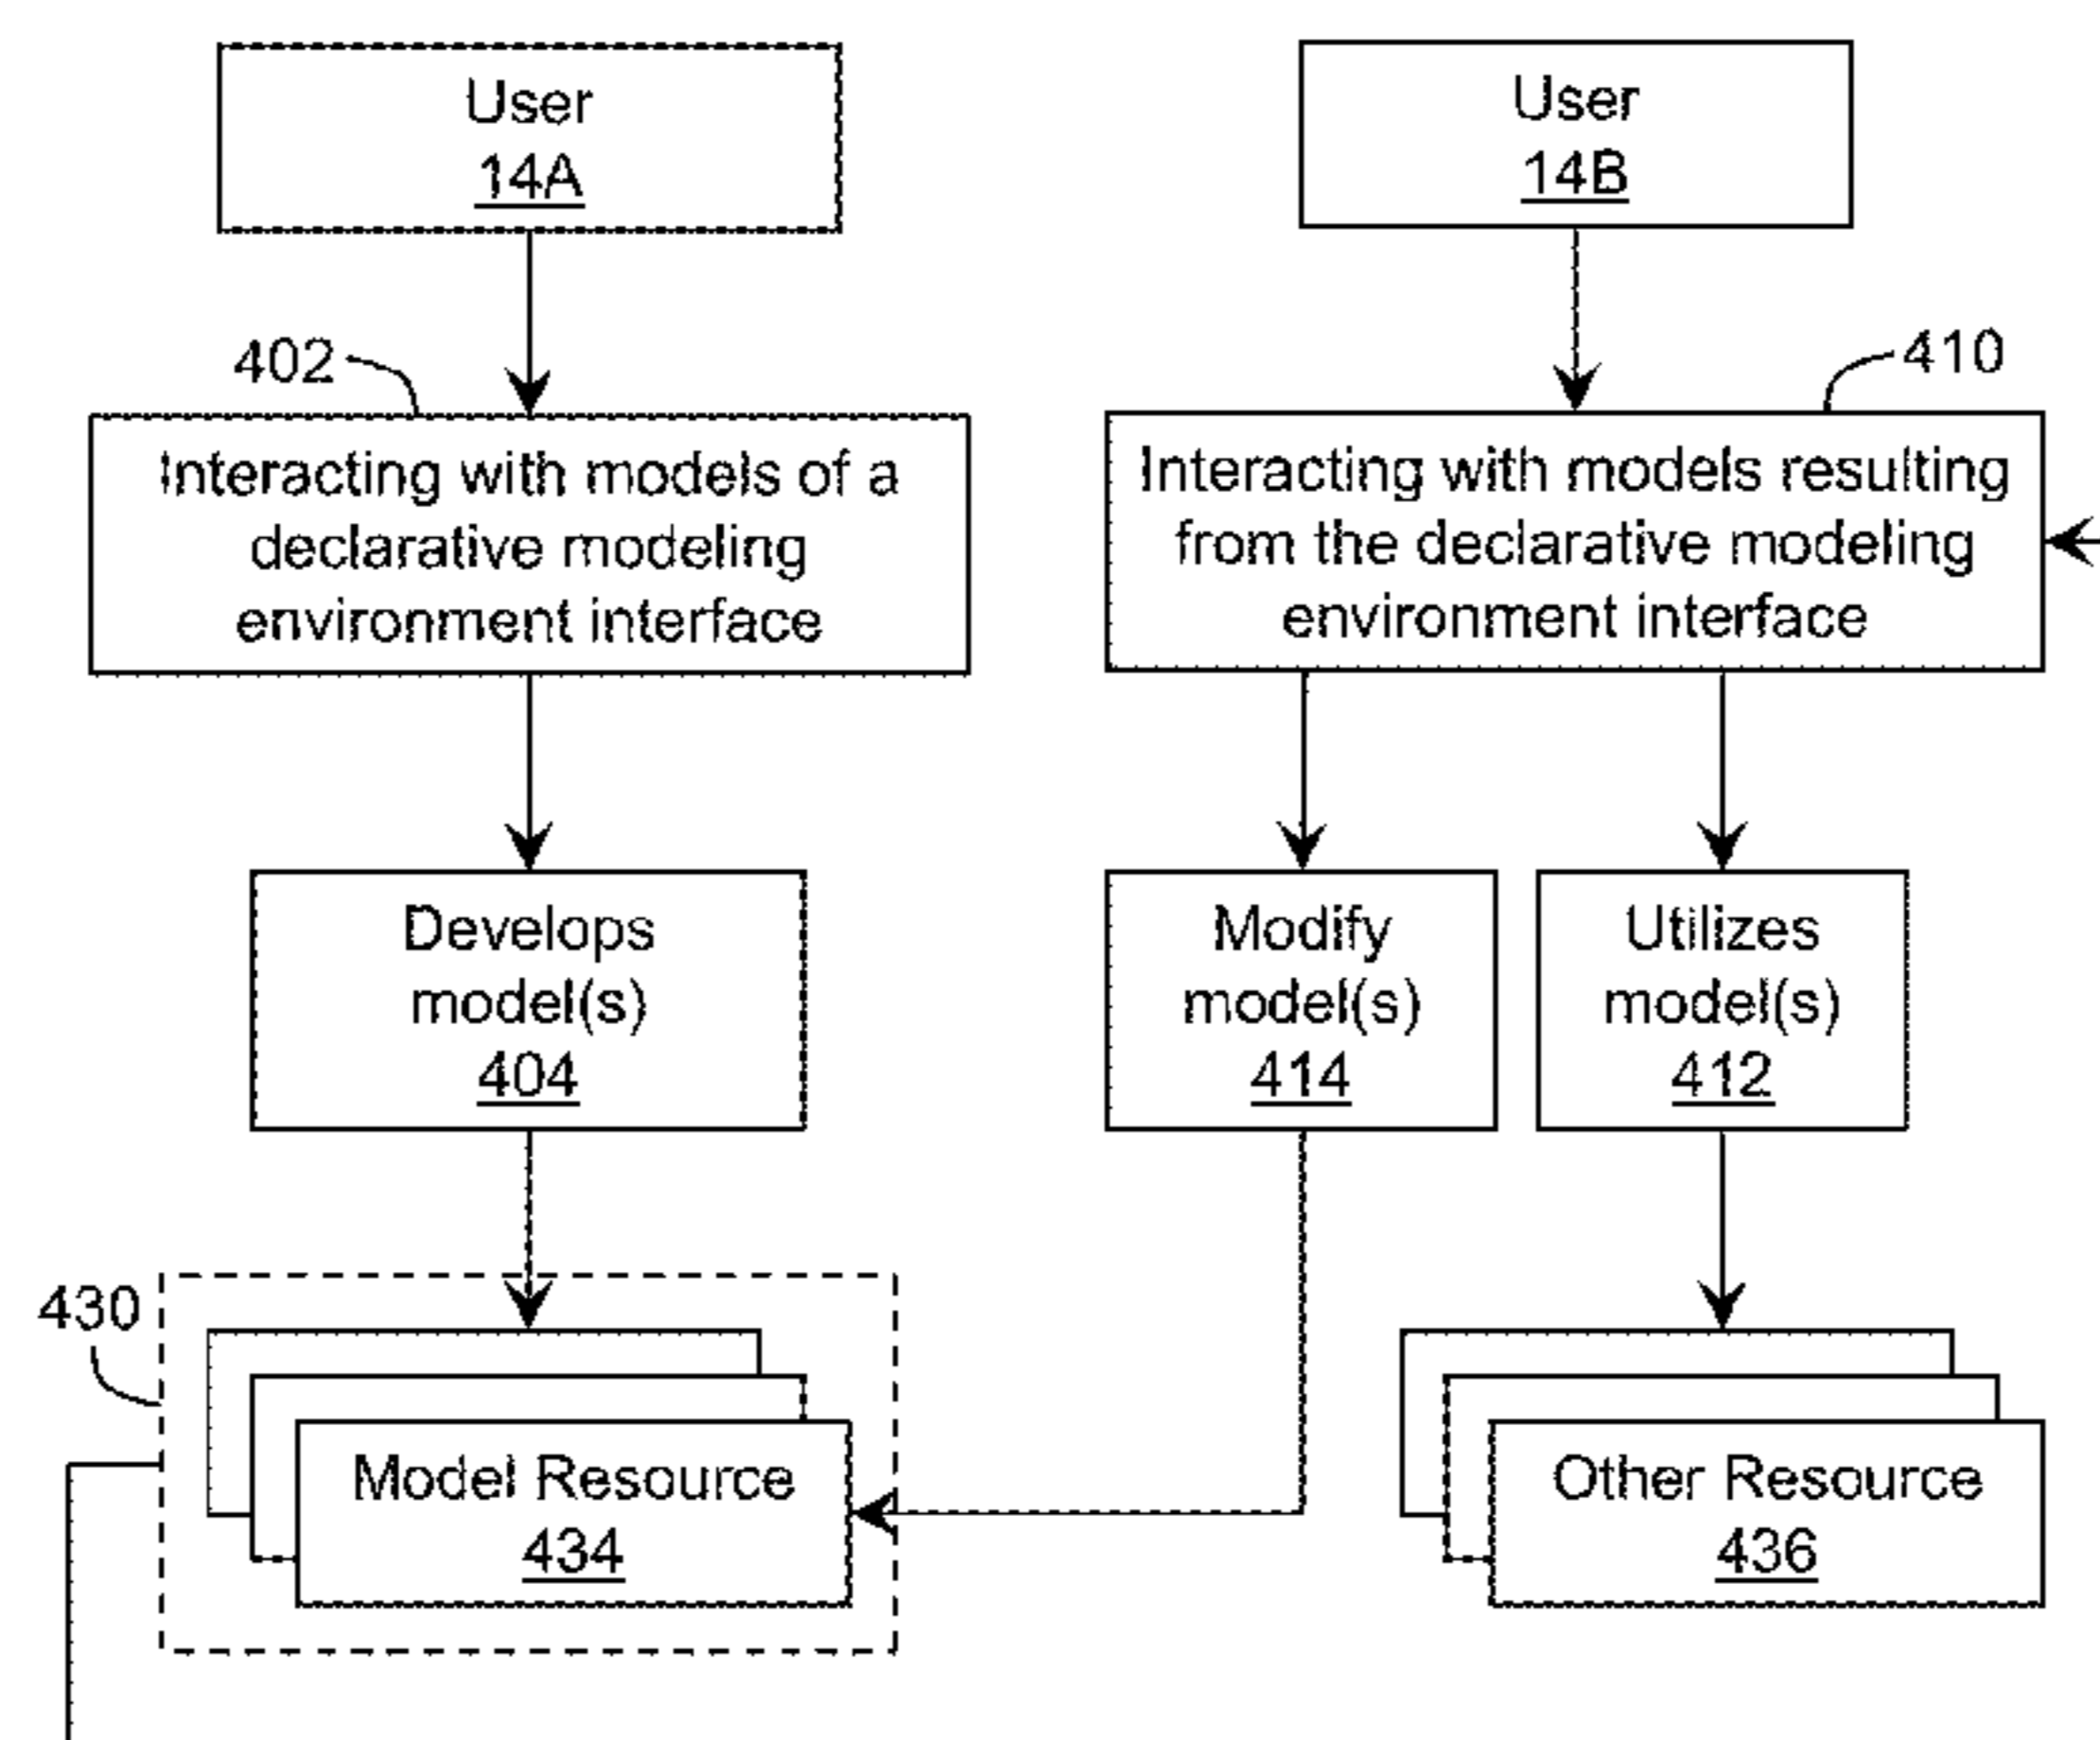 User
14A
User
14B
402
410
Interacting with models of a
declarative modeling
environment interface
Interacting with models resulting
from the declarative modeling
environment interface
Develops
model(s)
404
Modify
model(s)
414
Utilizes
model(s)
412
430
Model Resource
434
Other Resource
436